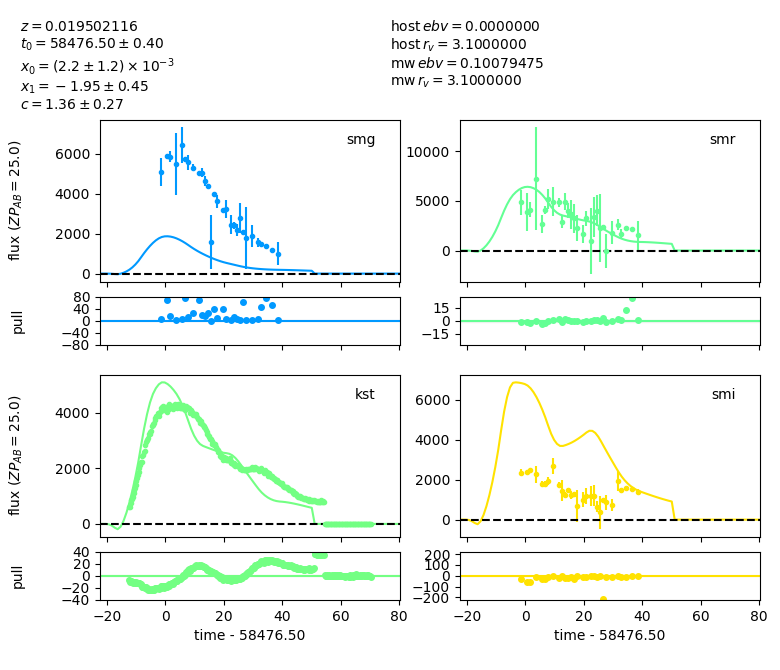 z = 0.019502116
t₀ = 58476.50 ± 0.40
x₀ = (2.2 ± 1.2) × 10⁻³
x₁ = −1.95 ± 0.45
c = 1.36 ± 0.27
host ebv = 0.0000000
host r_v = 3.1000000
mw ebv = 0.10079475
mw r_v = 3.1000000
flux (ZP_AB = 25.0)
6000
4000
2000
0
smg
10000
5000
0
smr
pull
80
40
0
−40
−80
15
0
−15
flux (ZP_AB = 25.0)
4000
2000
0
kst
6000
4000
2000
0
smi
pull
40
20
0
−20
−40
200
100
0
−100
−200
−20 0 20 40 60 80
time - 58476.50
−20 0 20 40 60 80
time - 58476.50